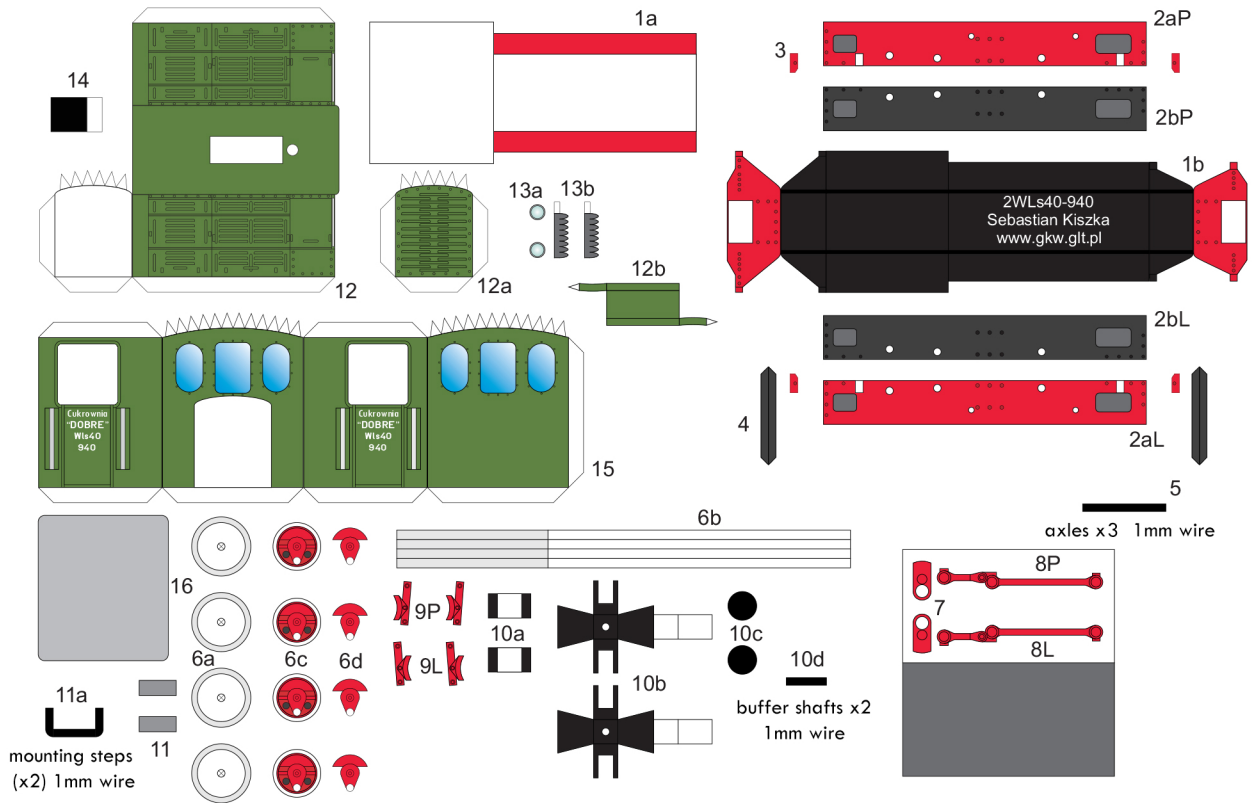 1a
2aP
3
14
2bP
1b
13a
13b
2WLs40-940
Sebastian Kiszka
www.gkw.glt.pl
12b
12
12a
2bL
Cukrownia
"DOBRE"
Wls40
940
Cukrownia
"DOBRE"
Wls40
940
4
2aL
15
5
axles x3 1mm wire
6b
8P
16
7
9P
10a
10c
6a
6c
6d
9L
8L
10d
10b
11a
buffer shafts x2
1mm wire
11
mounting steps
(x2) 1mm wire